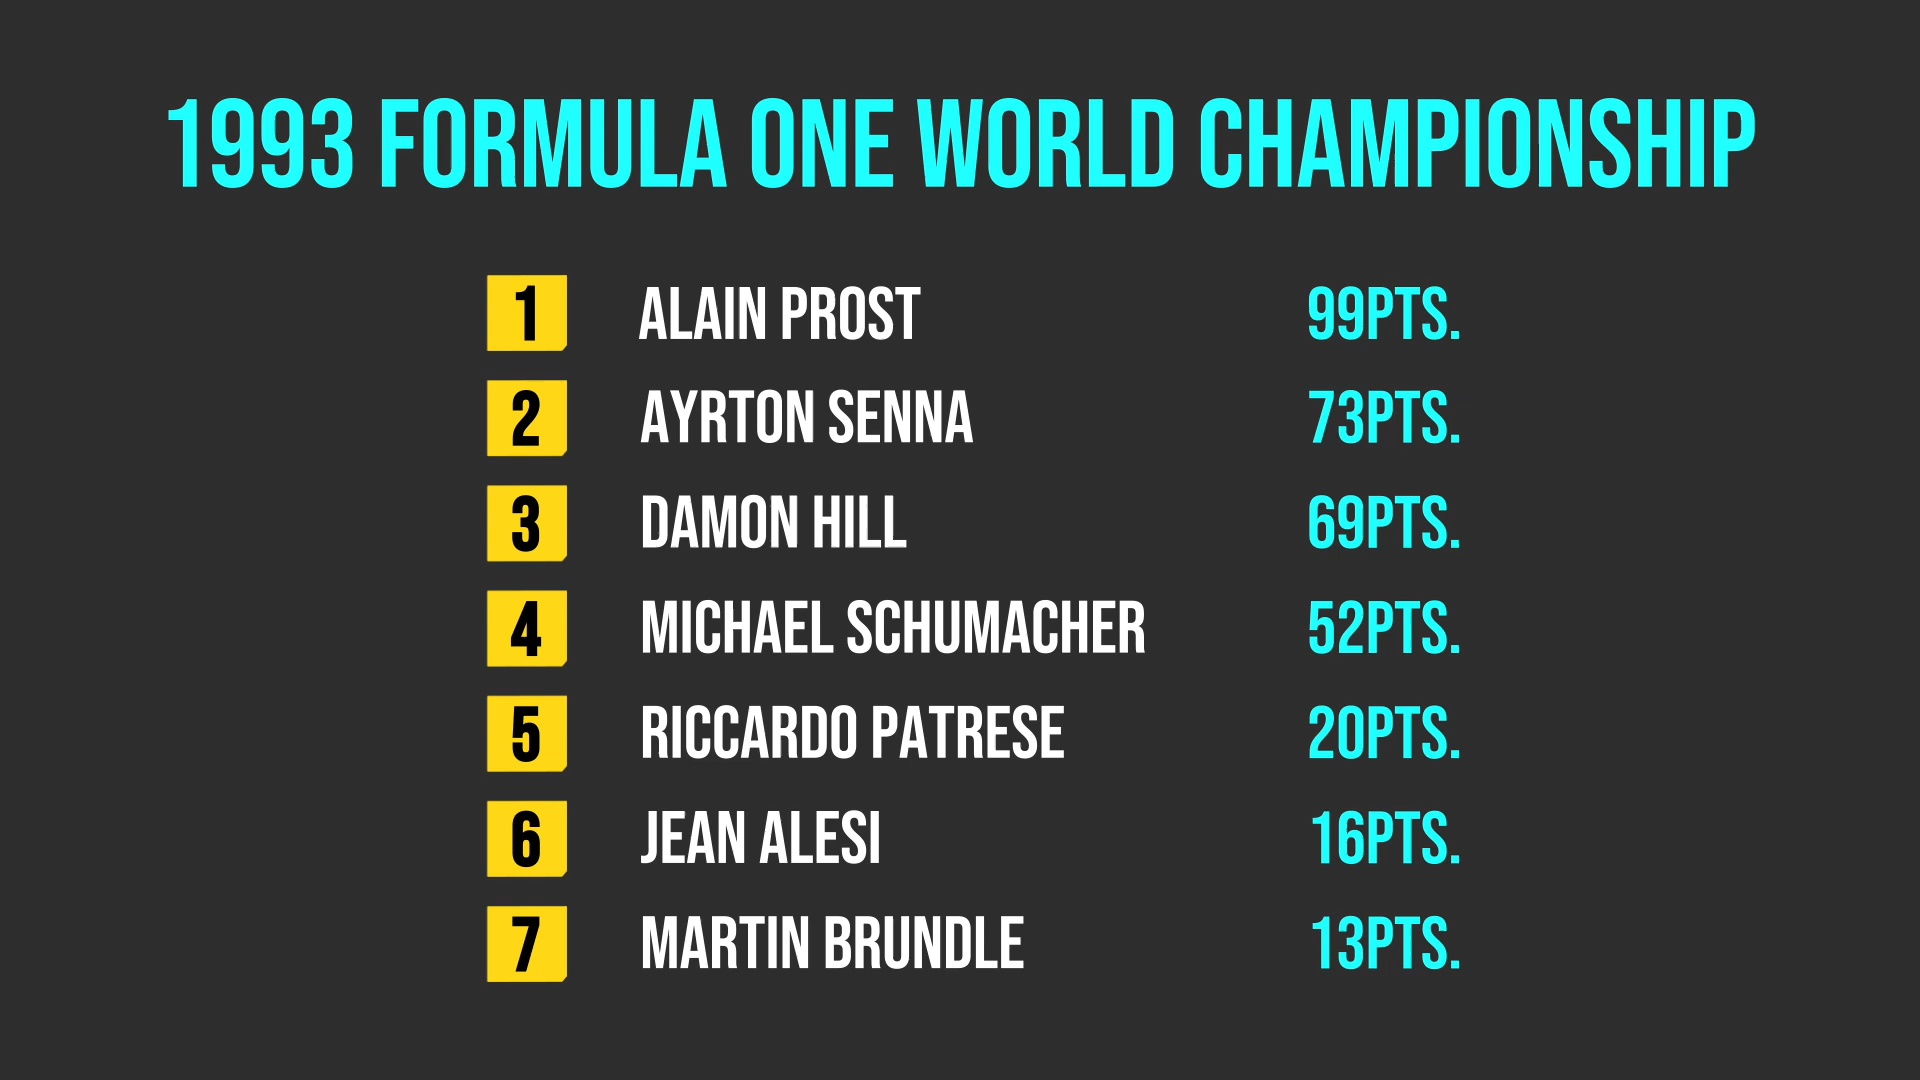 1993 FORMULA ONE WORLD CHAMPIONSHIP
1 ALAIN PROST 99PTS.
2 AYRTON SENNA 73PTS.
3 DAMON HILL 69PTS.
4 MICHAEL SCHUMACHER 52PTS.
5 RICCARDO PATRESE 20PTS.
6 JEAN ALESI 16PTS.
7 MARTIN BRUNDLE 13PTS.